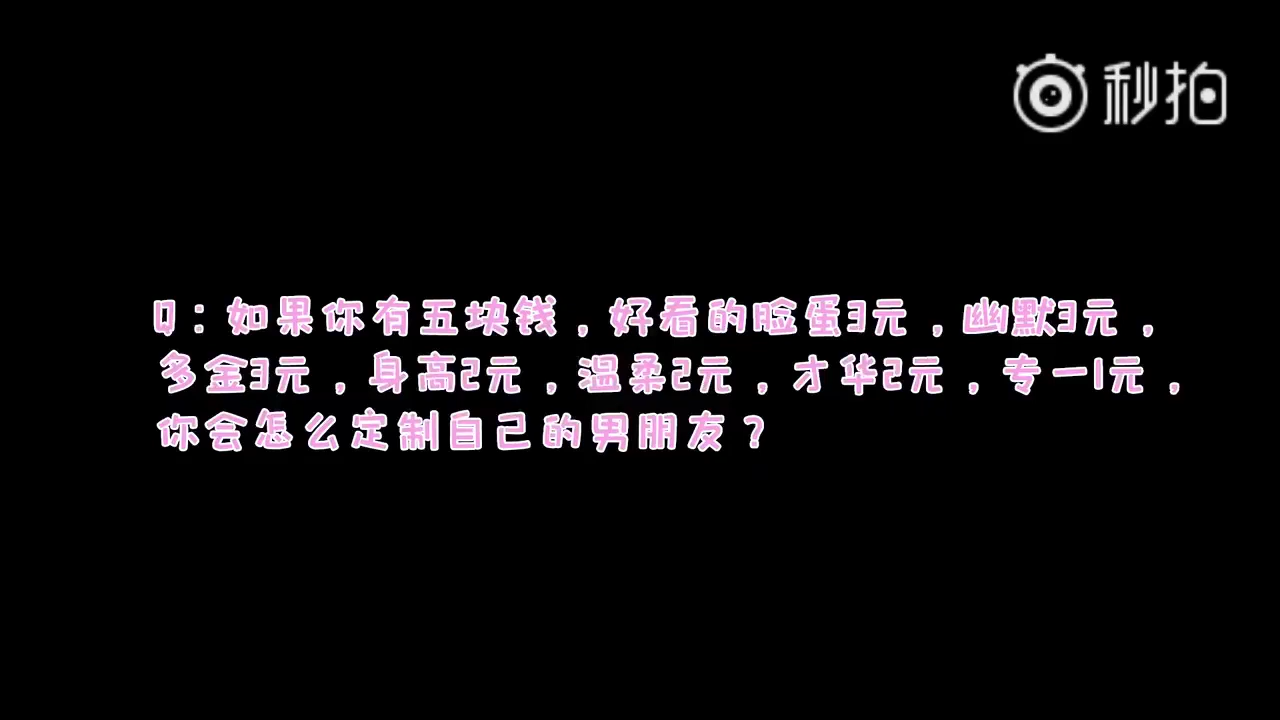 秒拍
Q：如果你有五块钱，好看的脸蛋3元，幽默3元，
多金3元，身高2元，温柔2元，才华2元，专一1元，
你会怎么定制自己的男朋友？